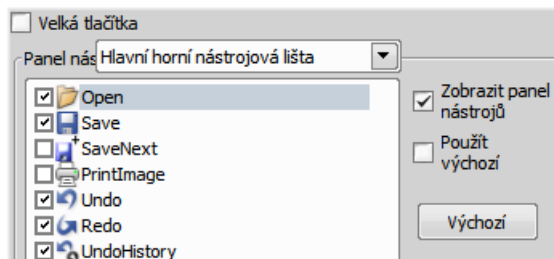 Velká tlačítka
Panel nás Hlavní horní nástrojová lišta
Open
Save
SaveNext
PrintImage
Undo
Redo
UndoHistory
Zobrazit panel
nástrojů
Použít
výchozí
Výchozí